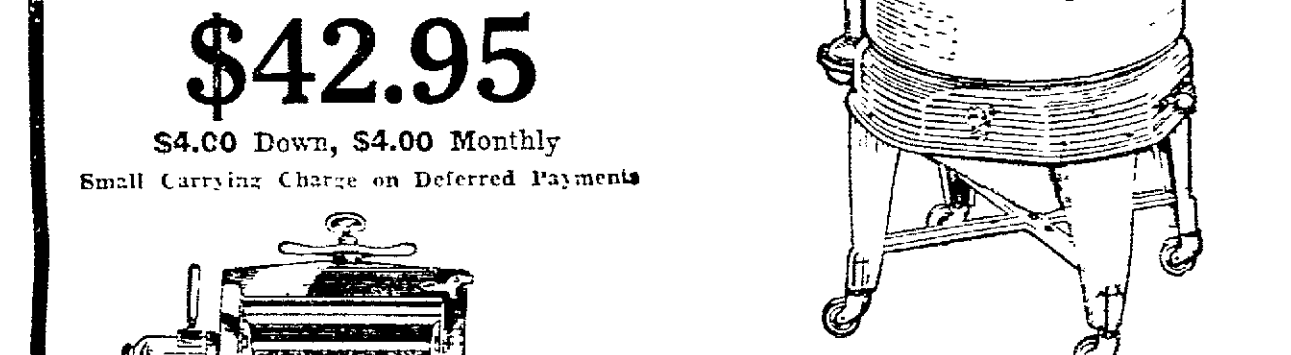 $42.95
$4.00 Down, $4.00 Monthly
Small Carrying Charge on Deferred Payments